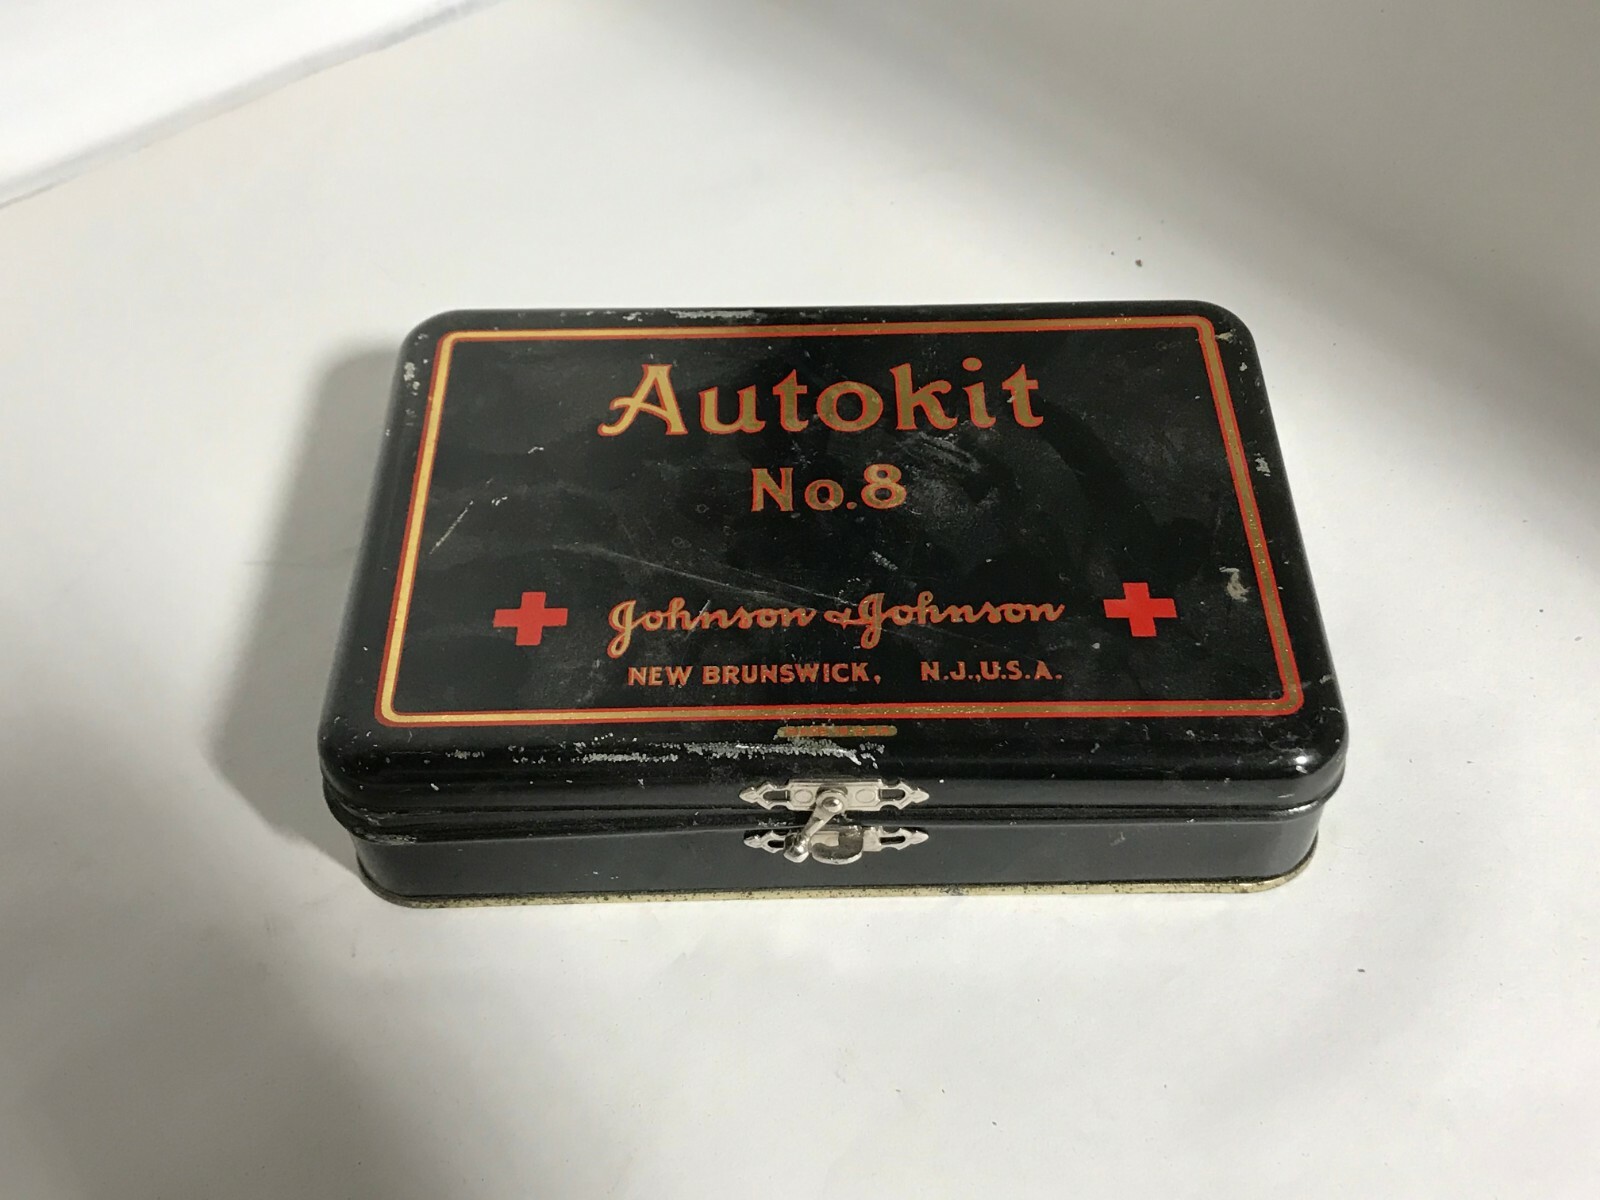 Autokit
No. 8
Johnson & Johnson
NEW BRUNSWICK, N.J., U.S.A.